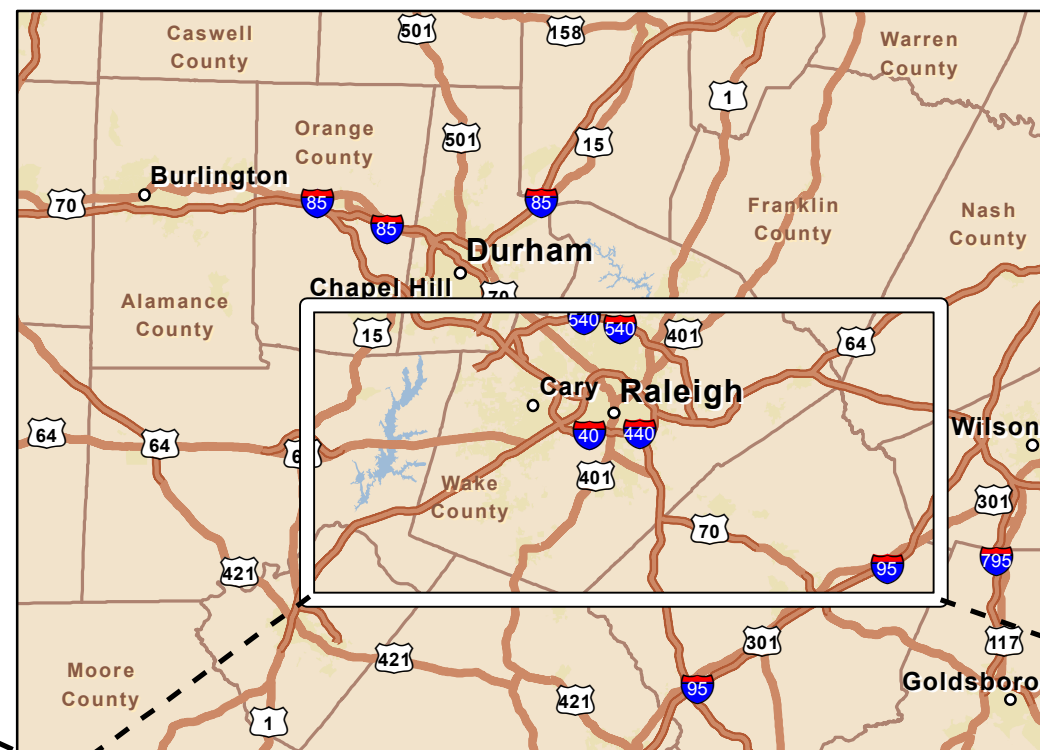 501
158
Caswell
County
Warren
County
1
501
15
Orange
County
Burlington
70
85
85
85
Franklin
County
Nash
County
Durham
Chapel Hill
70
Alamance
County
15
540
540
401
64
Cary
Raleigh
64
64
40
440
Wilson
401
Wake
County
301
70
421
95
795
301
117
421
Moore
County
95
421
Goldsboro
1